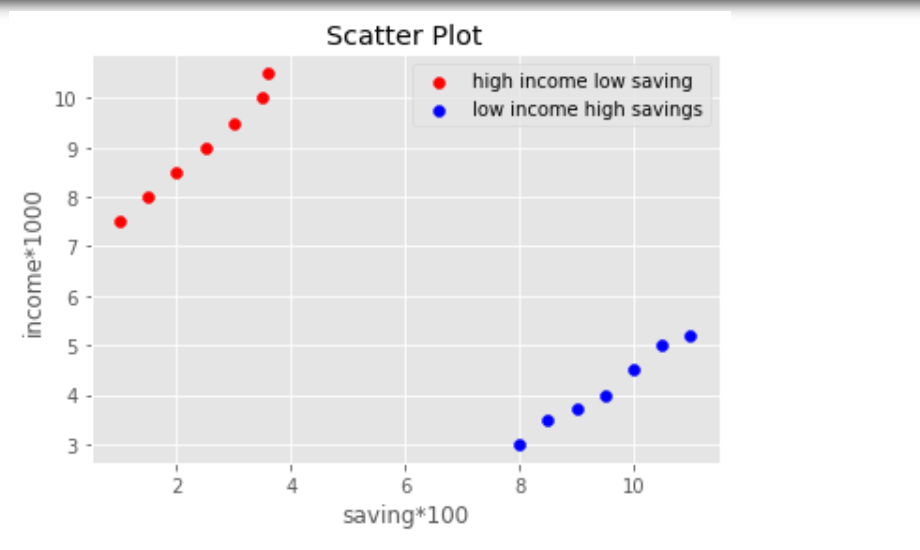 Scatter Plot
high income low saving
low income high savings
10
9
8
7
6
5
4
3
income*1000
2 4 6 8 10
saving*100